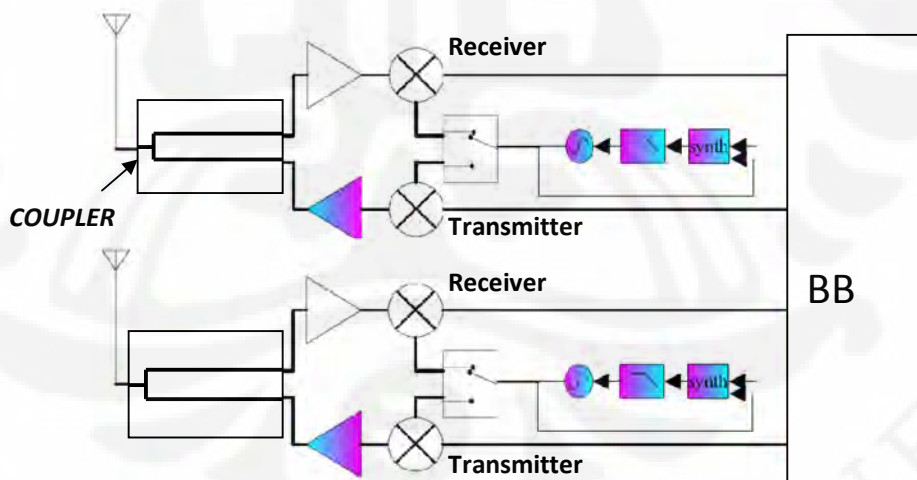 Receiver
synth
COUPLER
Transmitter
Receiver
BB
synth
Transmitter